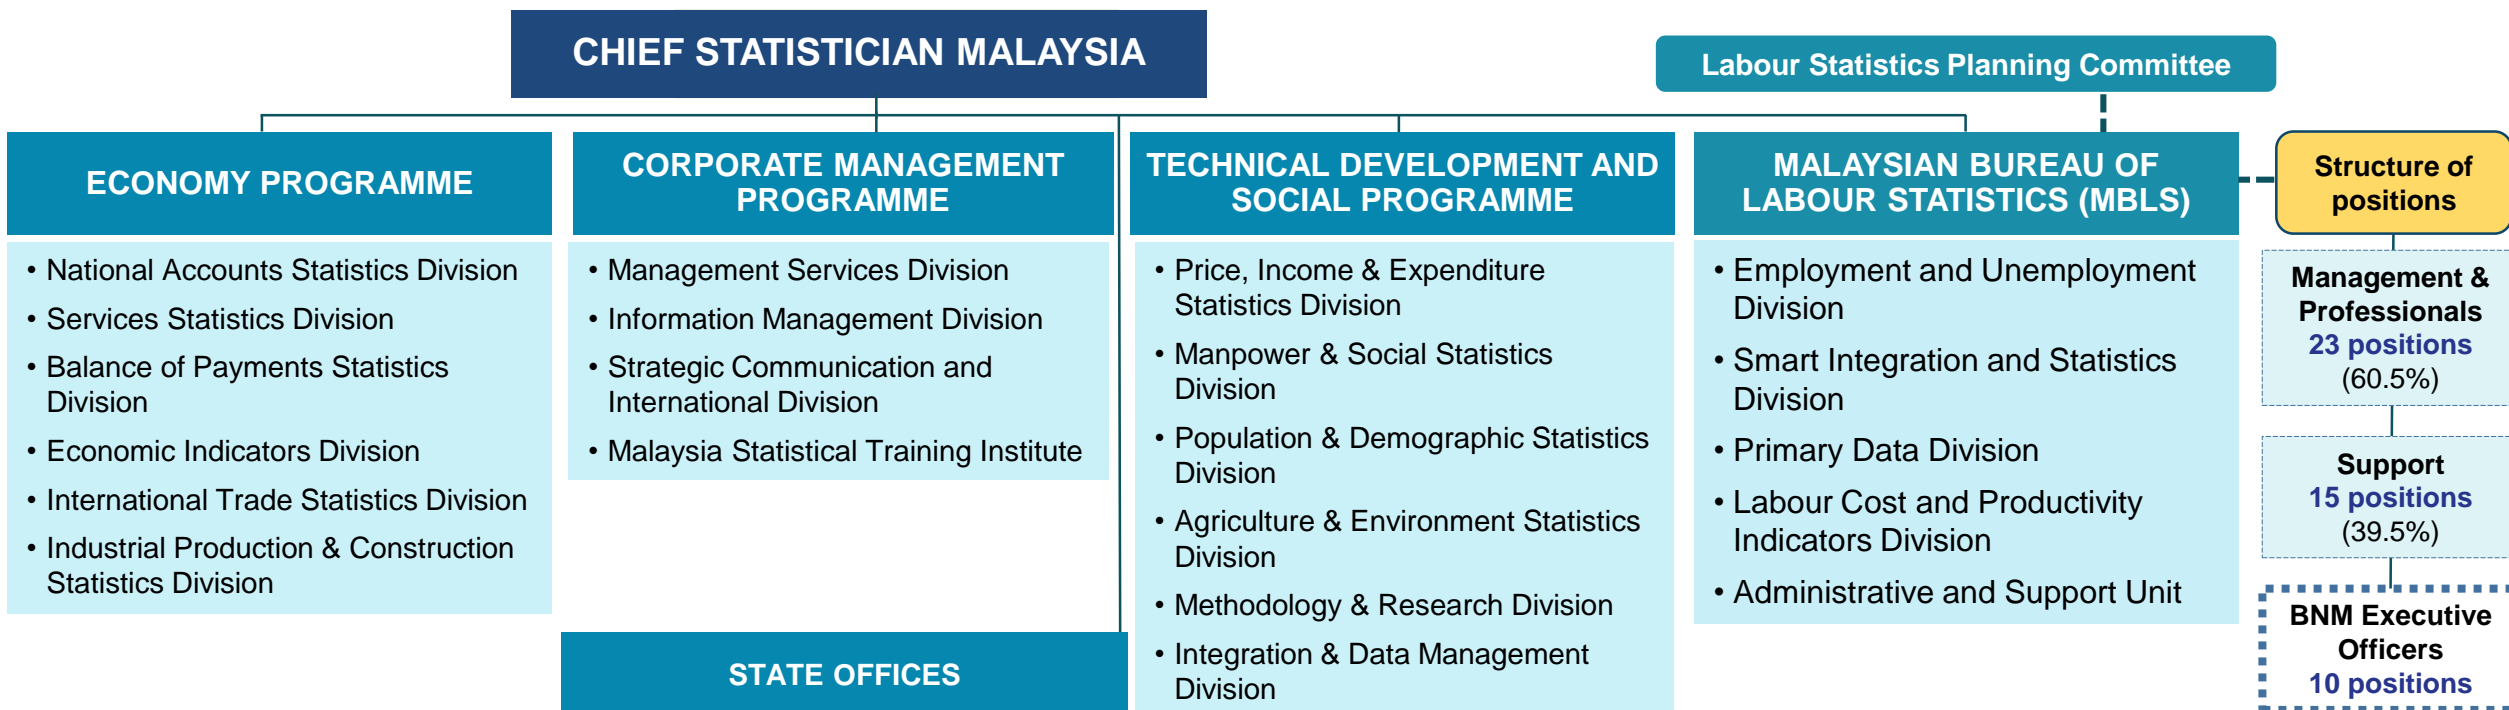 CHIEF STATISTICIAN MALAYSIA
Labour Statistics Planning Committee
ECONOMY PROGRAMME
• National Accounts Statistics Division
• Services Statistics Division
• Balance of Payments Statistics
Division
• Economic Indicators Division
• International Trade Statistics Division
• Industrial Production & Construction
Statistics Division
CORPORATE MANAGEMENT
PROGRAMME
• Management Services Division
• Information Management Division
• Strategic Communication and
International Division
• Malaysia Statistical Training Institute
STATE OFFICES
TECHNICAL DEVELOPMENT AND
SOCIAL PROGRAMME
• Price, Income & Expenditure
Statistics Division
• Manpower & Social Statistics
Division
• Population & Demographic Statistics
Division
• Agriculture & Environment Statistics
Division
• Methodology & Research Division
• Integration & Data Management
Division
MALAYSIAN BUREAU OF
LABOUR STATISTICS (MBLS)
• Employment and Unemployment
Division
• Smart Integration and Statistics
Division
• Primary Data Division
• Labour Cost and Productivity
Indicators Division
• Administrative and Support Unit
Structure of
positions
Management &
Professionals
23 positions
(60.5%)
Support
15 positions
(39.5%)
BNM Executive
Officers
10 positions